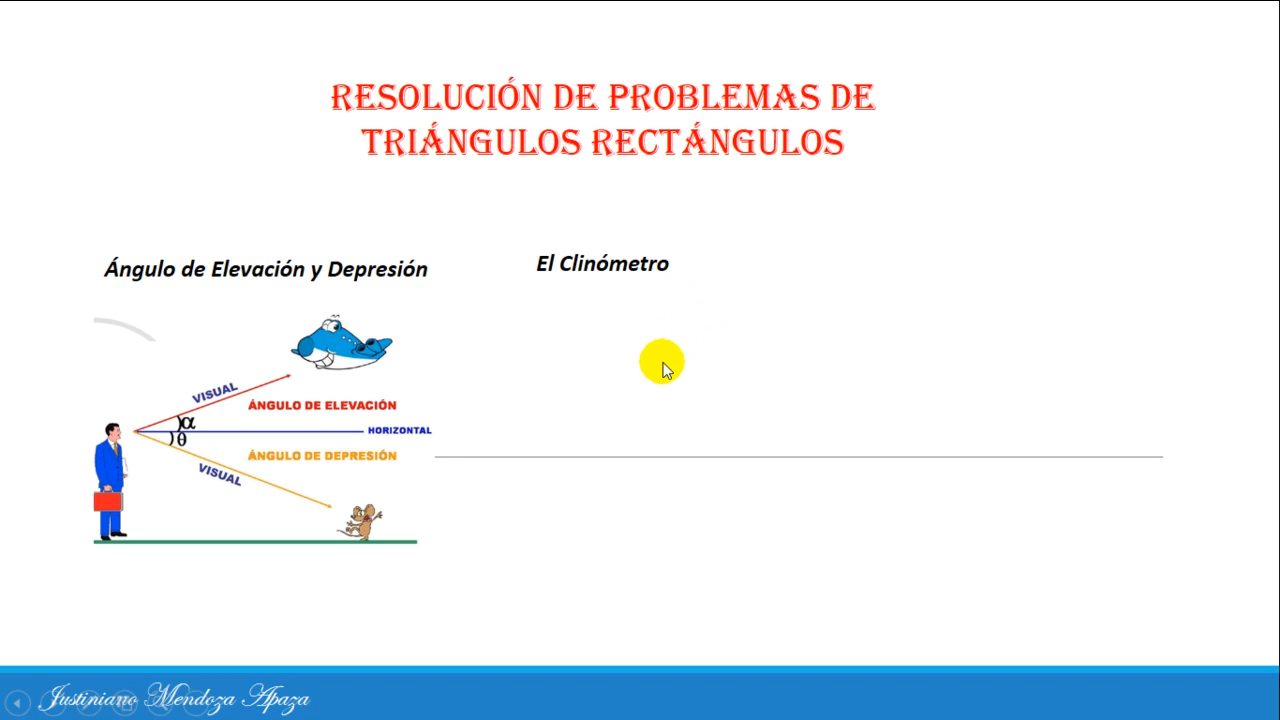 RESOLUCIÓN DE PROBLEMAS DE
TRIÁNGULOS RECTÁNGULOS
Ángulo de Elevación y Depresión
El Clinómetro
VISUAL
ÁNGULO DE ELEVACIÓN
α
HORIZONTAL
θ
ÁNGULO DE DEPRESIÓN
VISUAL
Justiniano Mendoza Apaza